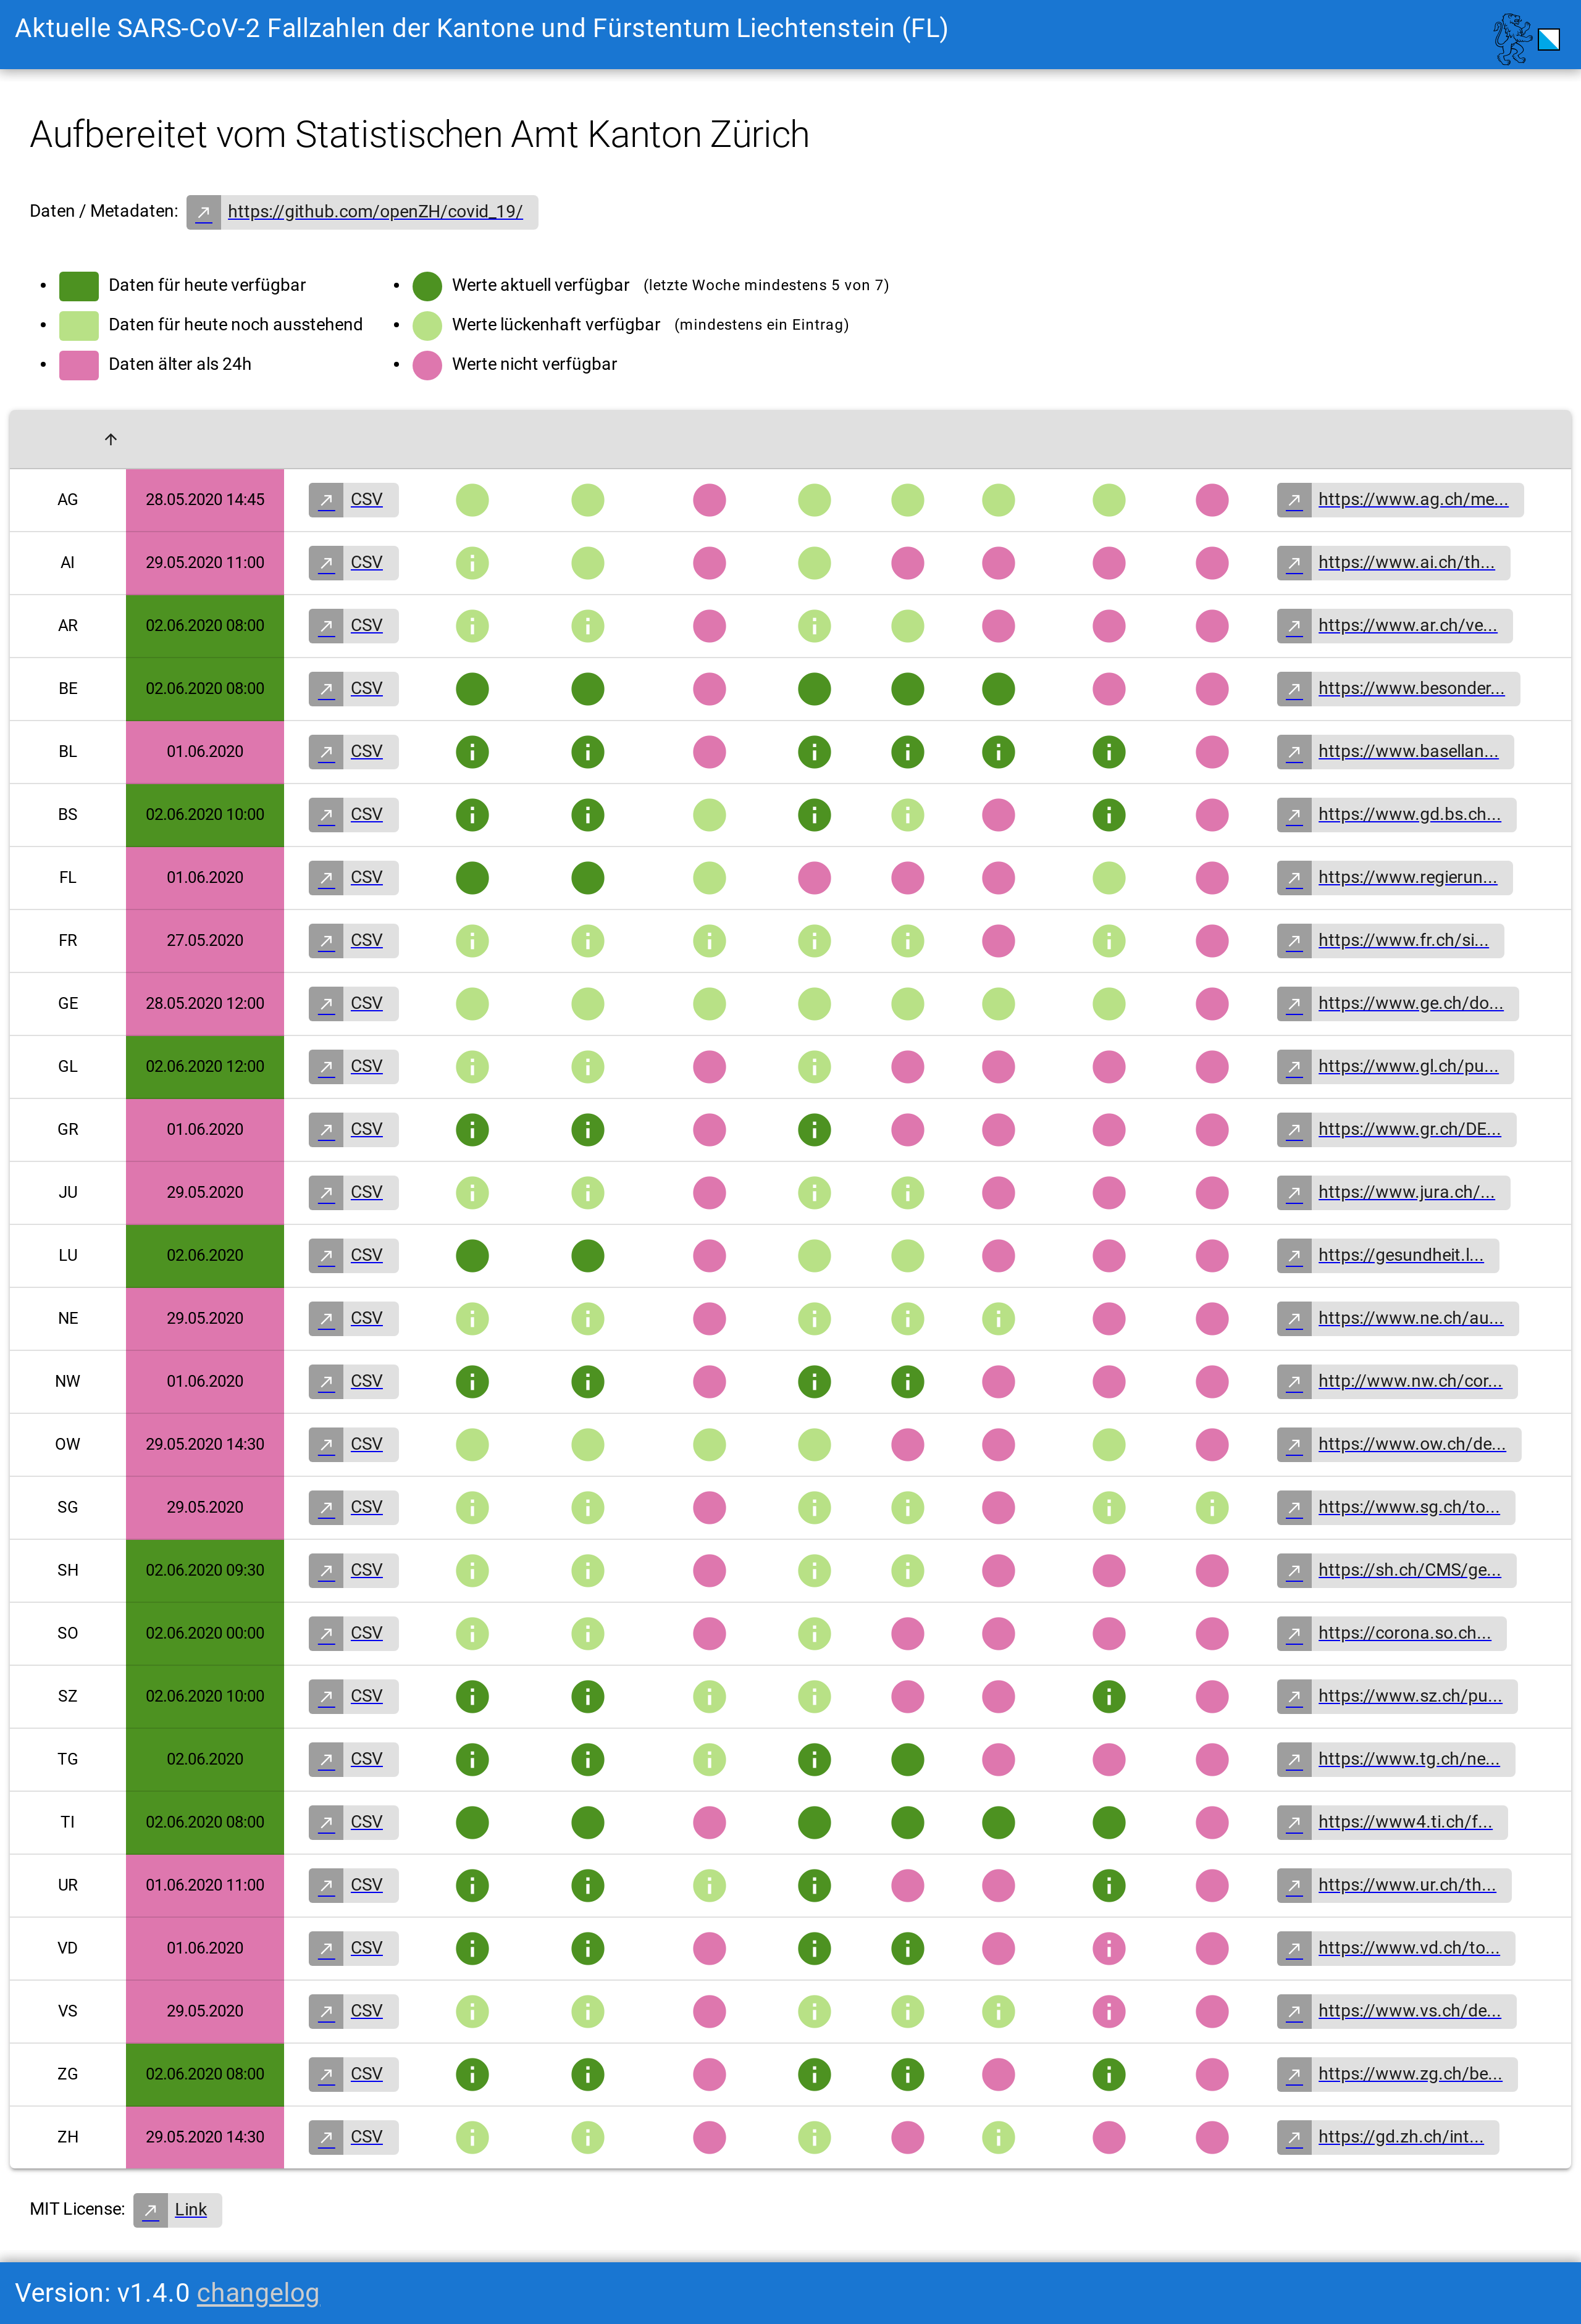 Aktuelle SARS-CoV-2 Fallzahlen der Kantone und Fürstentum Liechtenstein (FL)
Aufbereitet vom Statistischen Amt Kanton Zürich
Daten / Metadaten: https://github.com/openZH/covid_19/
Daten für heute verfügbar Werte aktuell verfügbar (letzte Woche mindestens 5 von 7)
Daten für heute noch ausstehend Werte lückenhaft verfügbar (mindestens ein Eintrag)
Daten älter als 24h Werte nicht verfügbar
AG 28.05.2020 14:45 CSV https://www.ag.ch/me...
AI 29.05.2020 11:00 CSV https://www.ai.ch/th...
AR 02.06.2020 08:00 CSV https://www.ar.ch/ve...
BE 02.06.2020 08:00 CSV https://www.besonder...
BL 01.06.2020 CSV https://www.basellan...
BS 02.06.2020 10:00 CSV https://www.gd.bs.ch...
FL 01.06.2020 CSV https://www.regierun...
FR 27.05.2020 CSV https://www.fr.ch/si...
GE 28.05.2020 12:00 CSV https://www.ge.ch/do...
GL 02.06.2020 12:00 CSV https://www.gl.ch/pu...
GR 01.06.2020 CSV https://www.gr.ch/DE...
JU 29.05.2020 CSV https://www.jura.ch/...
LU 02.06.2020 CSV https://gesundheit.l...
NE 29.05.2020 CSV https://www.ne.ch/au...
NW 01.06.2020 CSV http://www.nw.ch/cor...
OW 29.05.2020 14:30 CSV https://www.ow.ch/de...
SG 29.05.2020 CSV https://www.sg.ch/to...
SH 02.06.2020 09:30 CSV https://sh.ch/CMS/ge...
SO 02.06.2020 00:00 CSV https://corona.so.ch...
SZ 02.06.2020 10:00 CSV https://www.sz.ch/pu...
TG 02.06.2020 CSV https://www.tg.ch/ne...
TI 02.06.2020 08:00 CSV https://www4.ti.ch/f...
UR 01.06.2020 11:00 CSV https://www.ur.ch/th...
VD 01.06.2020 CSV https://www.vd.ch/to...
VS 29.05.2020 CSV https://www.vs.ch/de...
ZG 02.06.2020 08:00 CSV https://www.zg.ch/be...
ZH 29.05.2020 14:30 CSV https://gd.zh.ch/int...
MIT License: Link
Version: v1.4.0 changelog